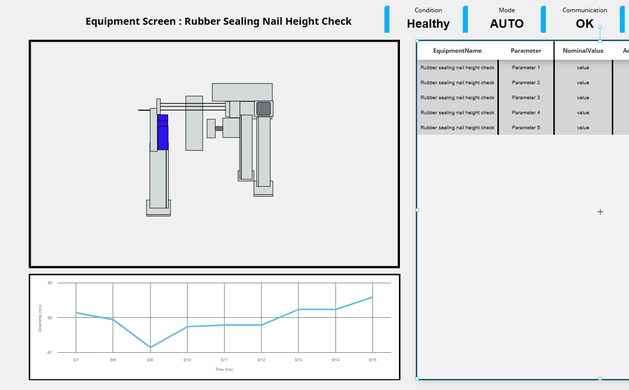 Equipment Screen : Rubber Sealing Nail Height Check
Condition
Healthy
Mode
AUTO
Communication
OK
EquipmentName Parameter NominalValue
Rubber sealing nail height check Parameter 1 value
Rubber sealing nail height check Parameter 2 value
Rubber sealing nail height check Parameter 3 value
Rubber sealing nail height check Parameter 4 value
Rubber sealing nail height check Parameter 5 value
80
60
40
8/7 8/8 8/9 8/10 8/11 8/12 8/13 8/14 8/15
Time (hrs)